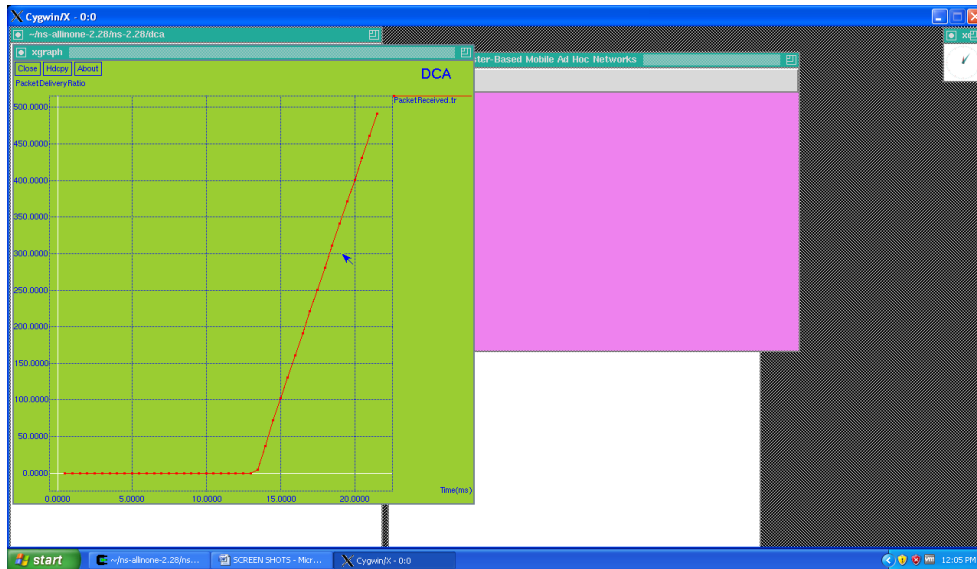 Cygwin/X - 0:0
~/ns-allinone-2.28/ns-2.28/dca
xgraph
ster-Based Mobile Ad Hoc Networks
Close Hdcpy About
DCA
PacketDeliveryRatio
PacketReceived.tr
500.0000
450.0000
400.0000
350.0000
300.0000
250.0000
200.0000
150.0000
100.0000
50.0000
0.0000
Time(ms)
0.0000 5.0000 10.0000 15.0000 20.0000
start
~/ns-allinone-2.28/ns...
SCREEN SHOTS - Micr...
Cygwin/X - 0:0
12:05 PM